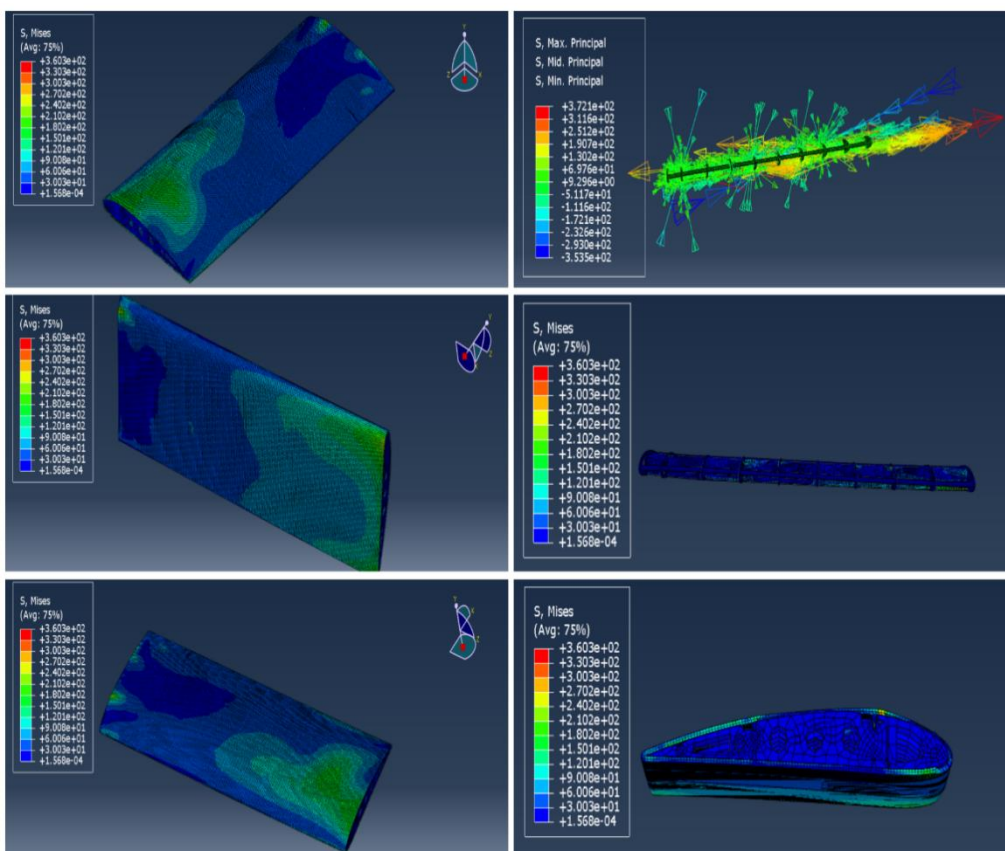 S, Mises
(Avg: 75%)
+3.603e+02
+3.303e+02
+3.003e+02
+2.702e+02
+2.402e+02
+2.102e+02
+1.802e+02
+1.501e+02
+1.201e+02
+9.008e+01
+6.006e+01
+3.003e+01
+1.568e-04
S, Max. Principal
S, Mid. Principal
S, Min. Principal
+3.721e+02
+3.116e+02
+2.512e+02
+1.907e+02
+1.302e+02
+6.976e+01
+9.296e+00
-5.117e+01
-1.116e+02
-1.721e+02
-2.326e+02
-2.930e+02
-3.535e+02
S, Mises
(Avg: 75%)
+3.603e+02
+3.303e+02
+3.003e+02
+2.702e+02
+2.402e+02
+2.102e+02
+1.802e+02
+1.501e+02
+1.201e+02
+9.008e+01
+6.006e+01
+3.003e+01
+1.568e-04
S, Mises
(Avg: 75%)
+3.603e+02
+3.303e+02
+3.003e+02
+2.702e+02
+2.402e+02
+2.102e+02
+1.802e+02
+1.501e+02
+1.201e+02
+9.008e+01
+6.006e+01
+3.003e+01
+1.568e-04
S, Mises
(Avg: 75%)
+3.603e+02
+3.303e+02
+3.003e+02
+2.702e+02
+2.402e+02
+2.102e+02
+1.802e+02
+1.501e+02
+1.201e+02
+9.008e+01
+6.006e+01
+3.003e+01
+1.568e-04
S, Mises
(Avg: 75%)
+3.603e+02
+3.303e+02
+3.003e+02
+2.702e+02
+2.402e+02
+2.102e+02
+1.802e+02
+1.501e+02
+1.201e+02
+9.008e+01
+6.006e+01
+3.003e+01
+1.568e-04